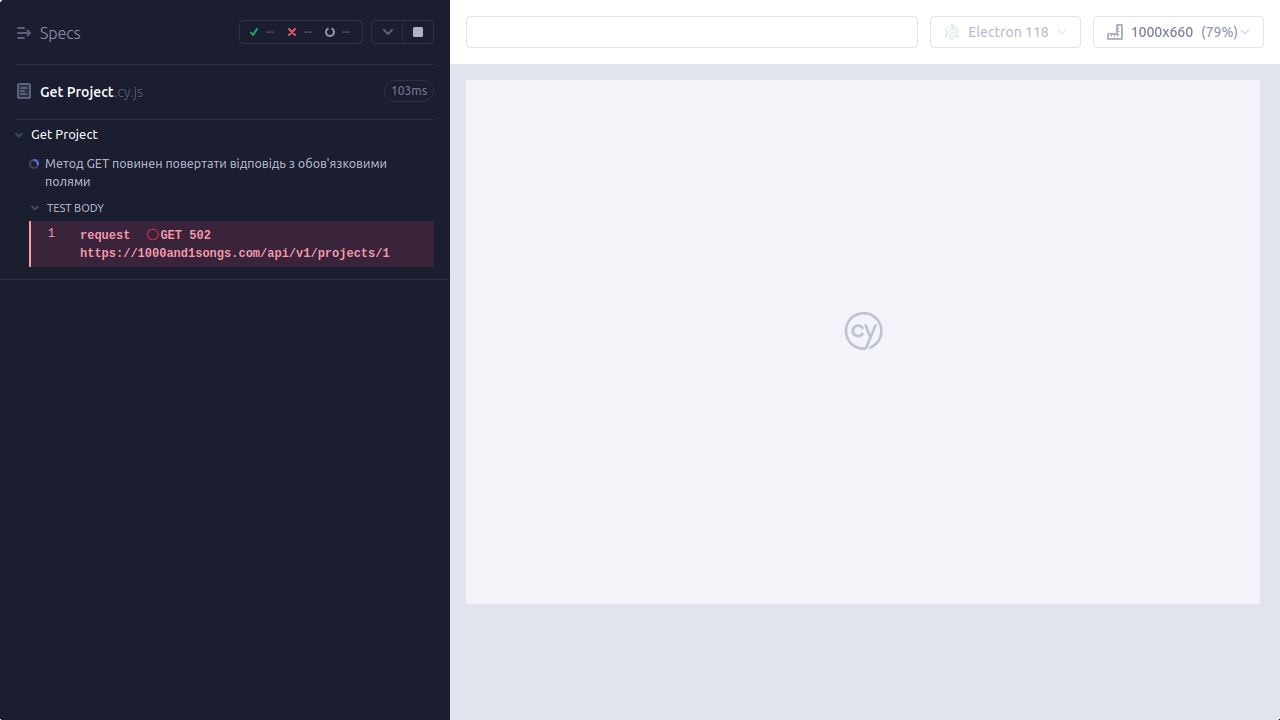 Specs
-- -- --
Electron 118
1000x660 (79%)
Get Project.cy.js
103ms
Get Project
Метод GET повинен повертати відповідь з обов'язковими
полями
TEST BODY
1 request GET 502
https://1000and1songs.com/api/v1/projects/1
cy